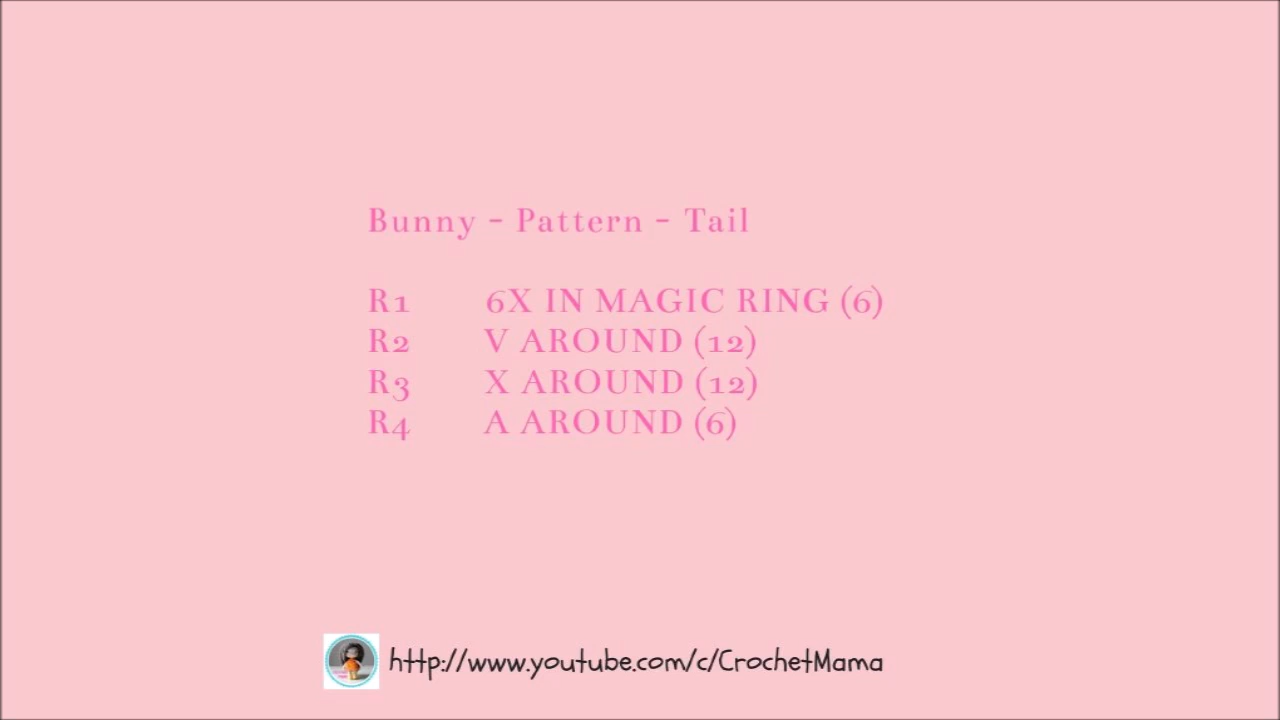 Bunny - Pattern - Tail
R1 6X IN MAGIC RING (6)
R2 V AROUND (12)
R3 X AROUND (12)
R4 A AROUND (6)
http://www.youtube.com/c/CrochetMama